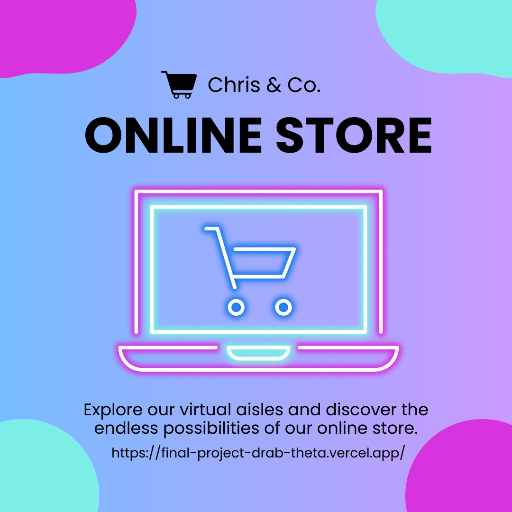 Chris & Co.
ONLINE STORE
Explore our virtual aisles and discover the
endless possibilities of our online store.
https://final-project-drab-theta.vercel.app/